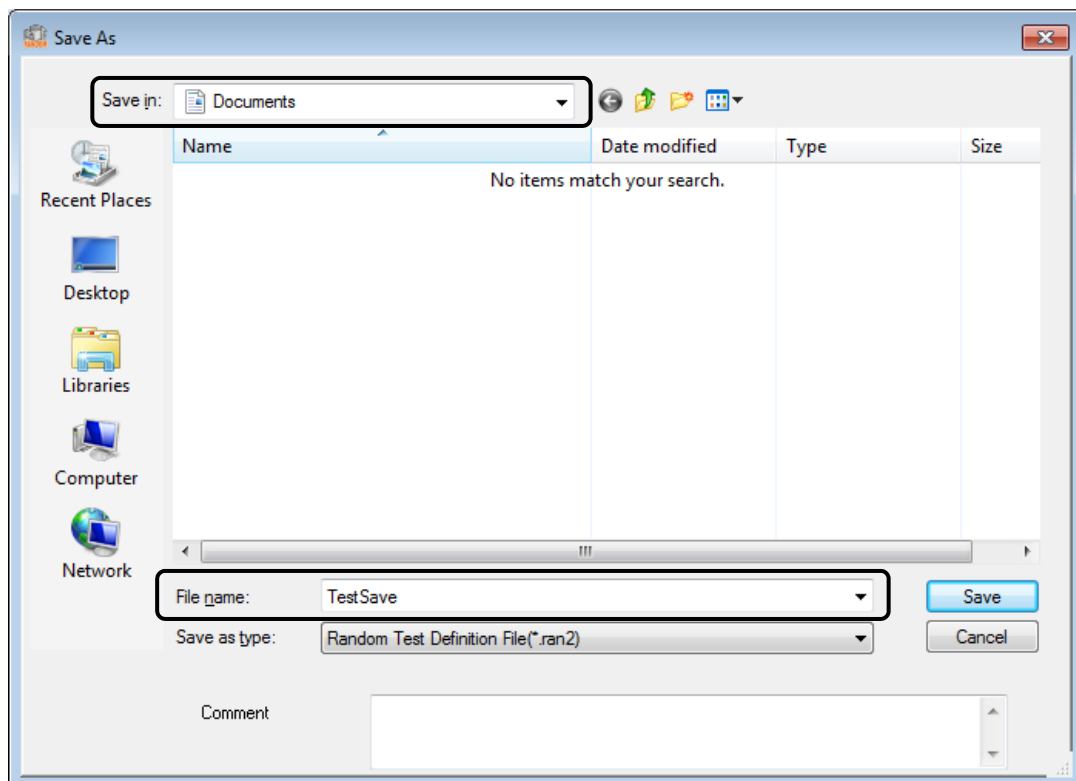 Save As
Save in: Documents
Name Date modified Type Size
No items match your search.
Recent Places
Desktop
Libraries
Computer
Network
File name: TestSave Save
Save as type: Random Test Definition File(*.ran2) Cancel
Comment